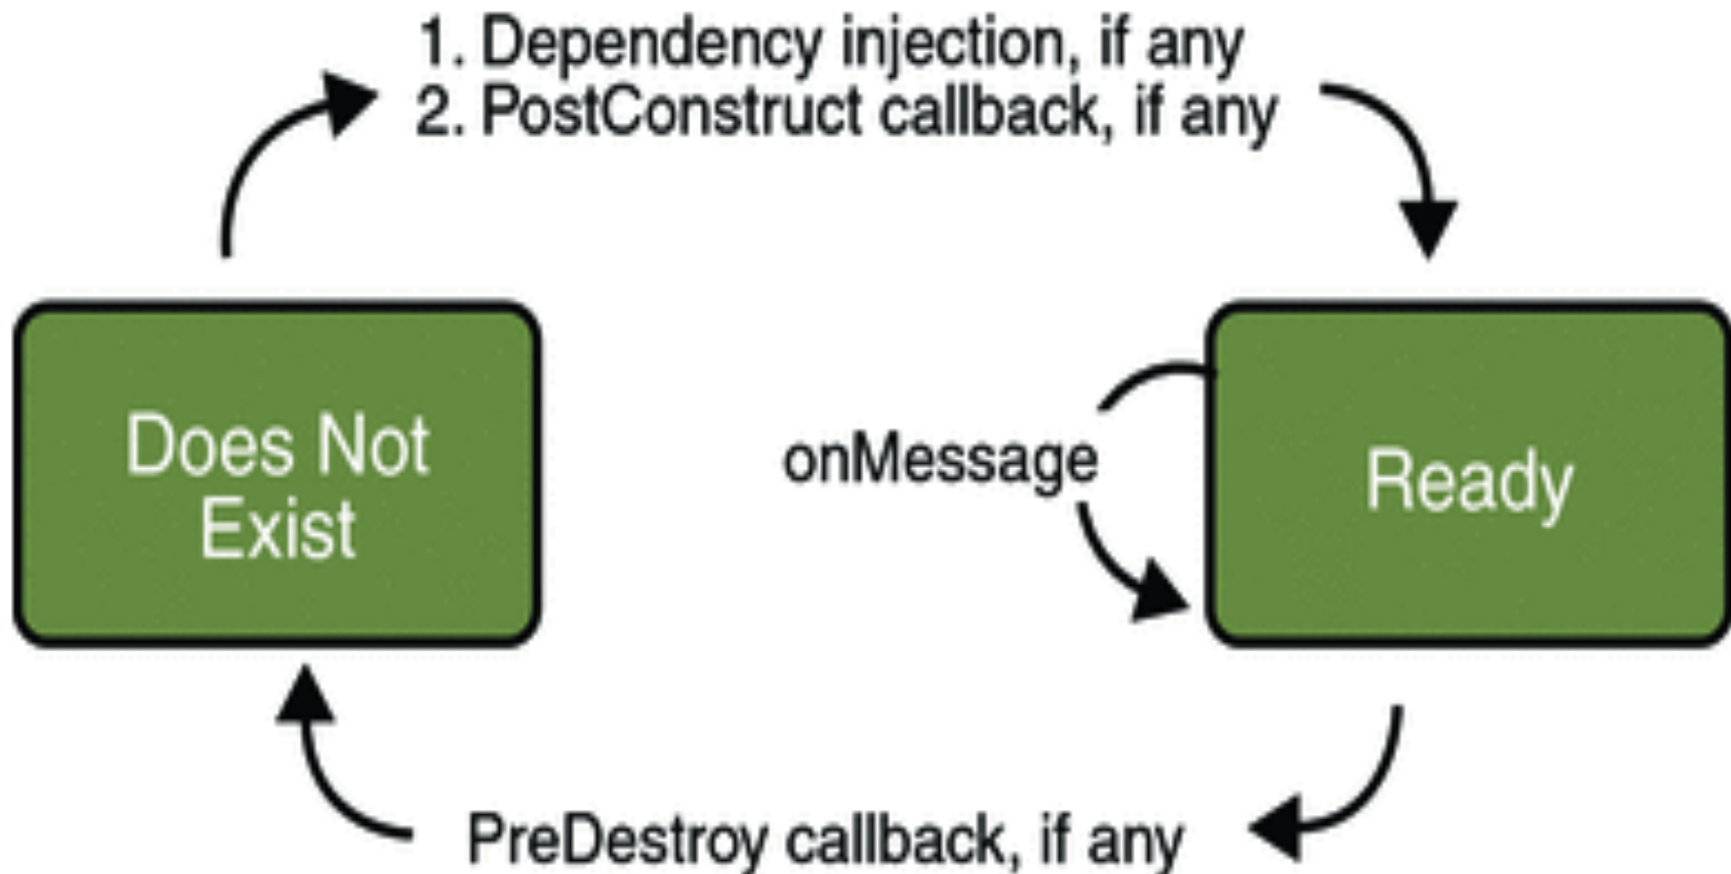 1. Dependency injection, if any
2. PostConstruct callback, if any
Does Not
Exist
onMessage
Ready
PreDestroy callback, if any